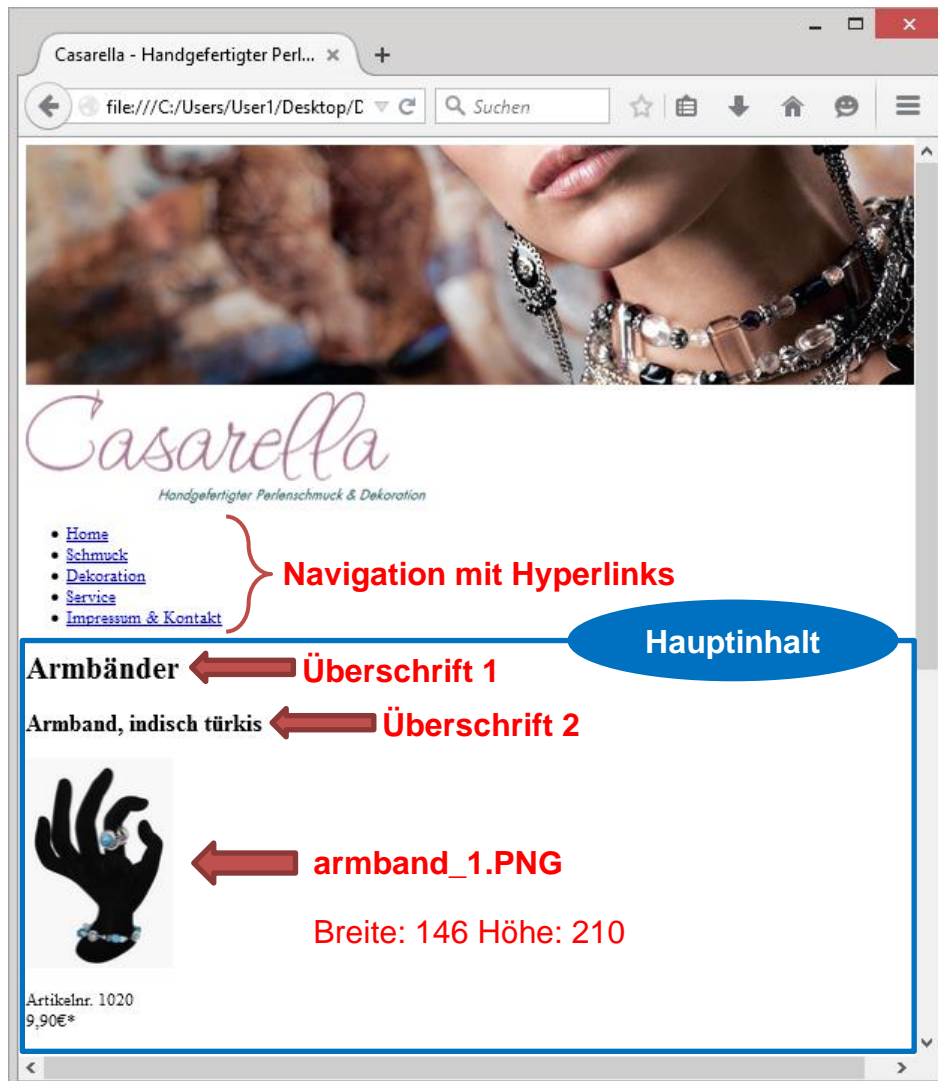 Casarella - Handgefertigter Perl...
file:///C:/Users/User1/Desktop/D
Suchen
Casarella
Handgefertigter Perlenschmuck & Dekoration
Home
Schmuck
Dekoration
Service
Impressum & Kontakt
Navigation mit Hyperlinks
Hauptinhalt
Armbänder
Überschrift 1
Armband, indisch türkis
Überschrift 2
armband_1.PNG
Breite: 146 Höhe: 210
Artikelnr. 1020
9,90€*